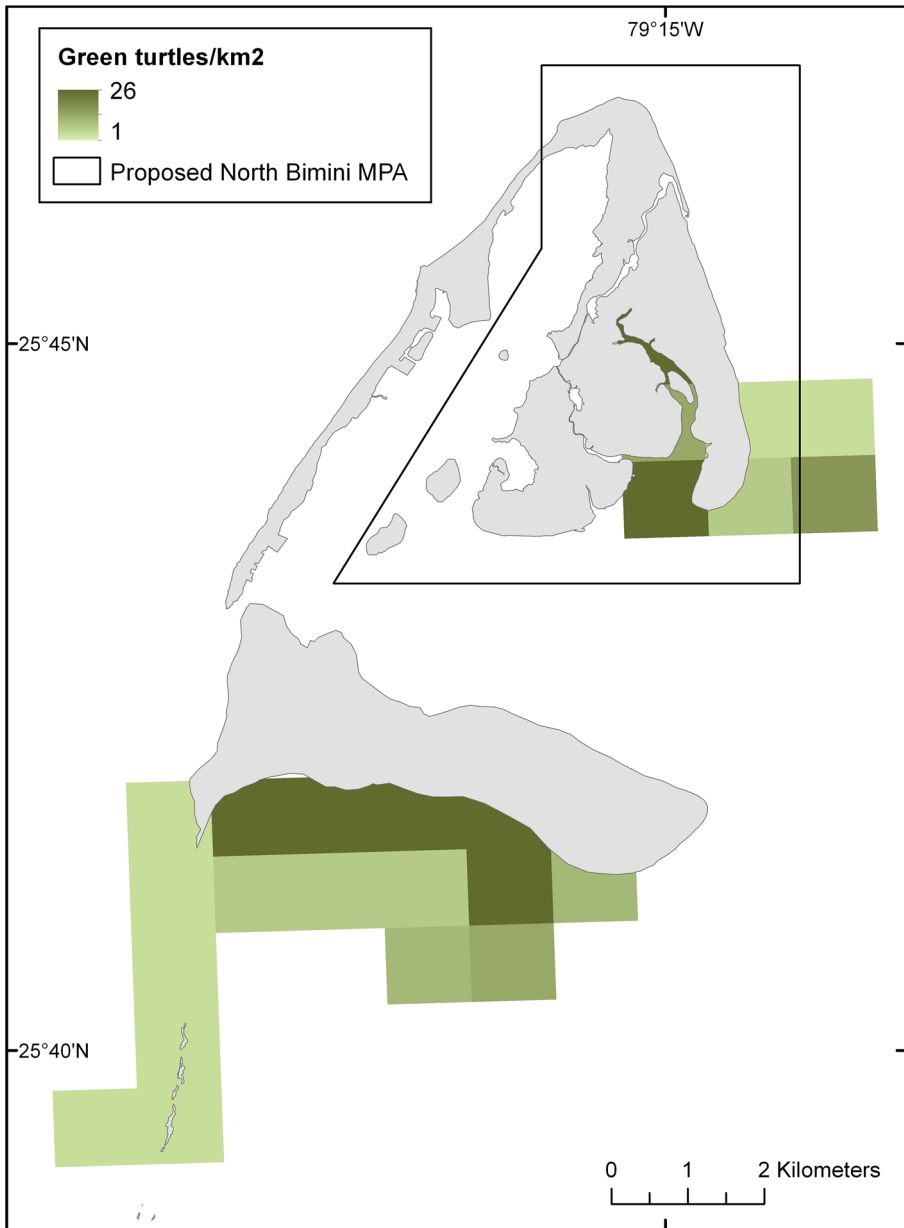 79°15'W
Green turtles/km2
26
1
Proposed North Bimini MPA
25°45'N
25°40'N
0 1 2 Kilometers